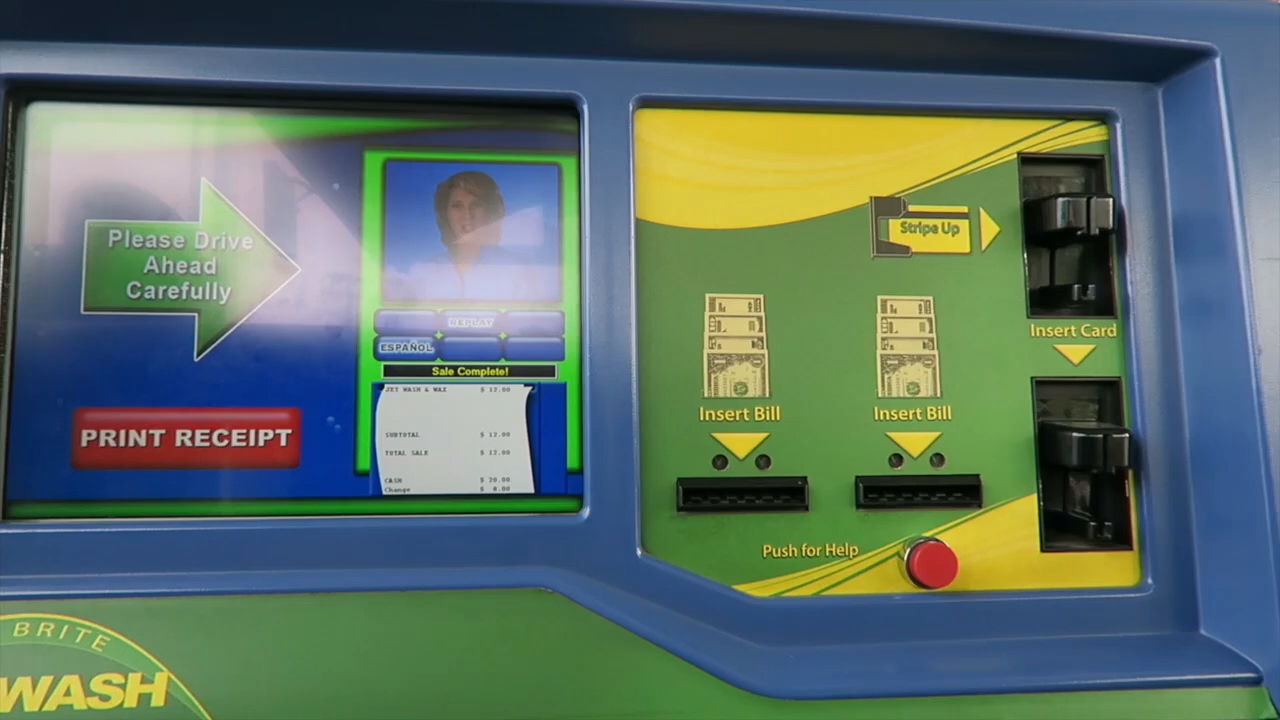 Please Drive
Ahead
Carefully
PRINT RECEIPT
REPLAY
ESPAÑOL
Sale Complete!
JET WASH & WAX $ 12.00
SUBTOTAL $ 12.00
TOTAL SALE $ 12.00
CASH $ 20.00
Change $ 8.00
Stripe Up
Insert Card
Insert Bill
Insert Bill
Push for Help
BRITE
WASH